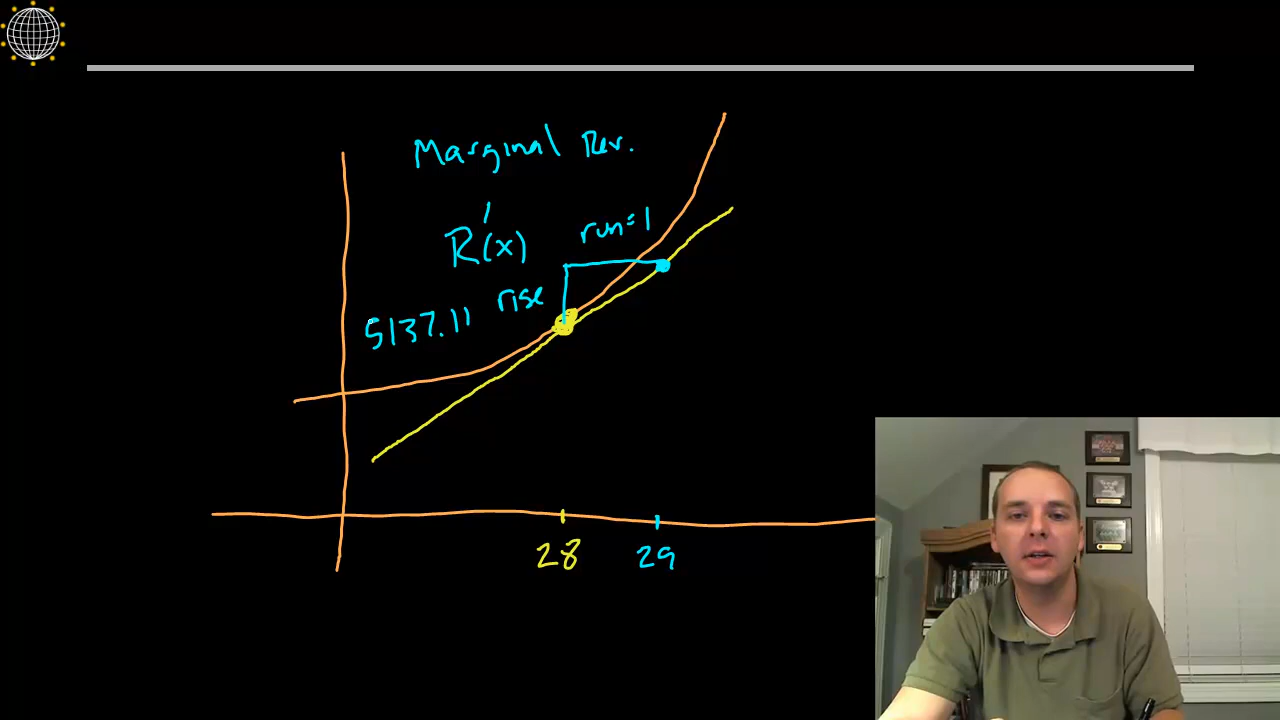 Marginal Rev.
R'(x)
run=1
rise
5137.11
28
29